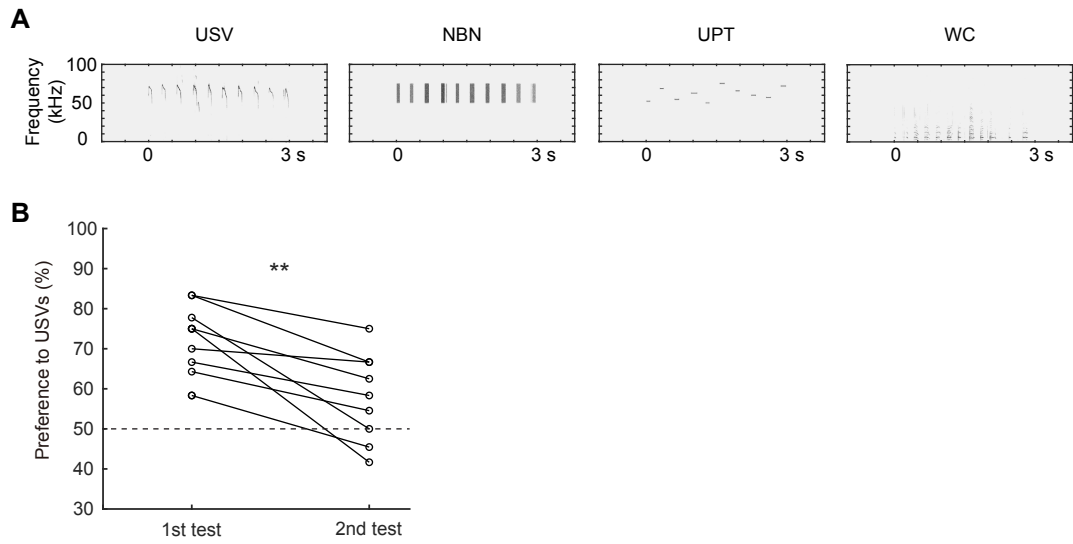 A
USV NBN UPT WC
Frequency (kHz)
100
50
0
0 3 s 0 3 s 0 3 s 0 3 s
B
Preference to USVs (%)
100
90
80
70
60
50
40
30
**
1st test 2nd test